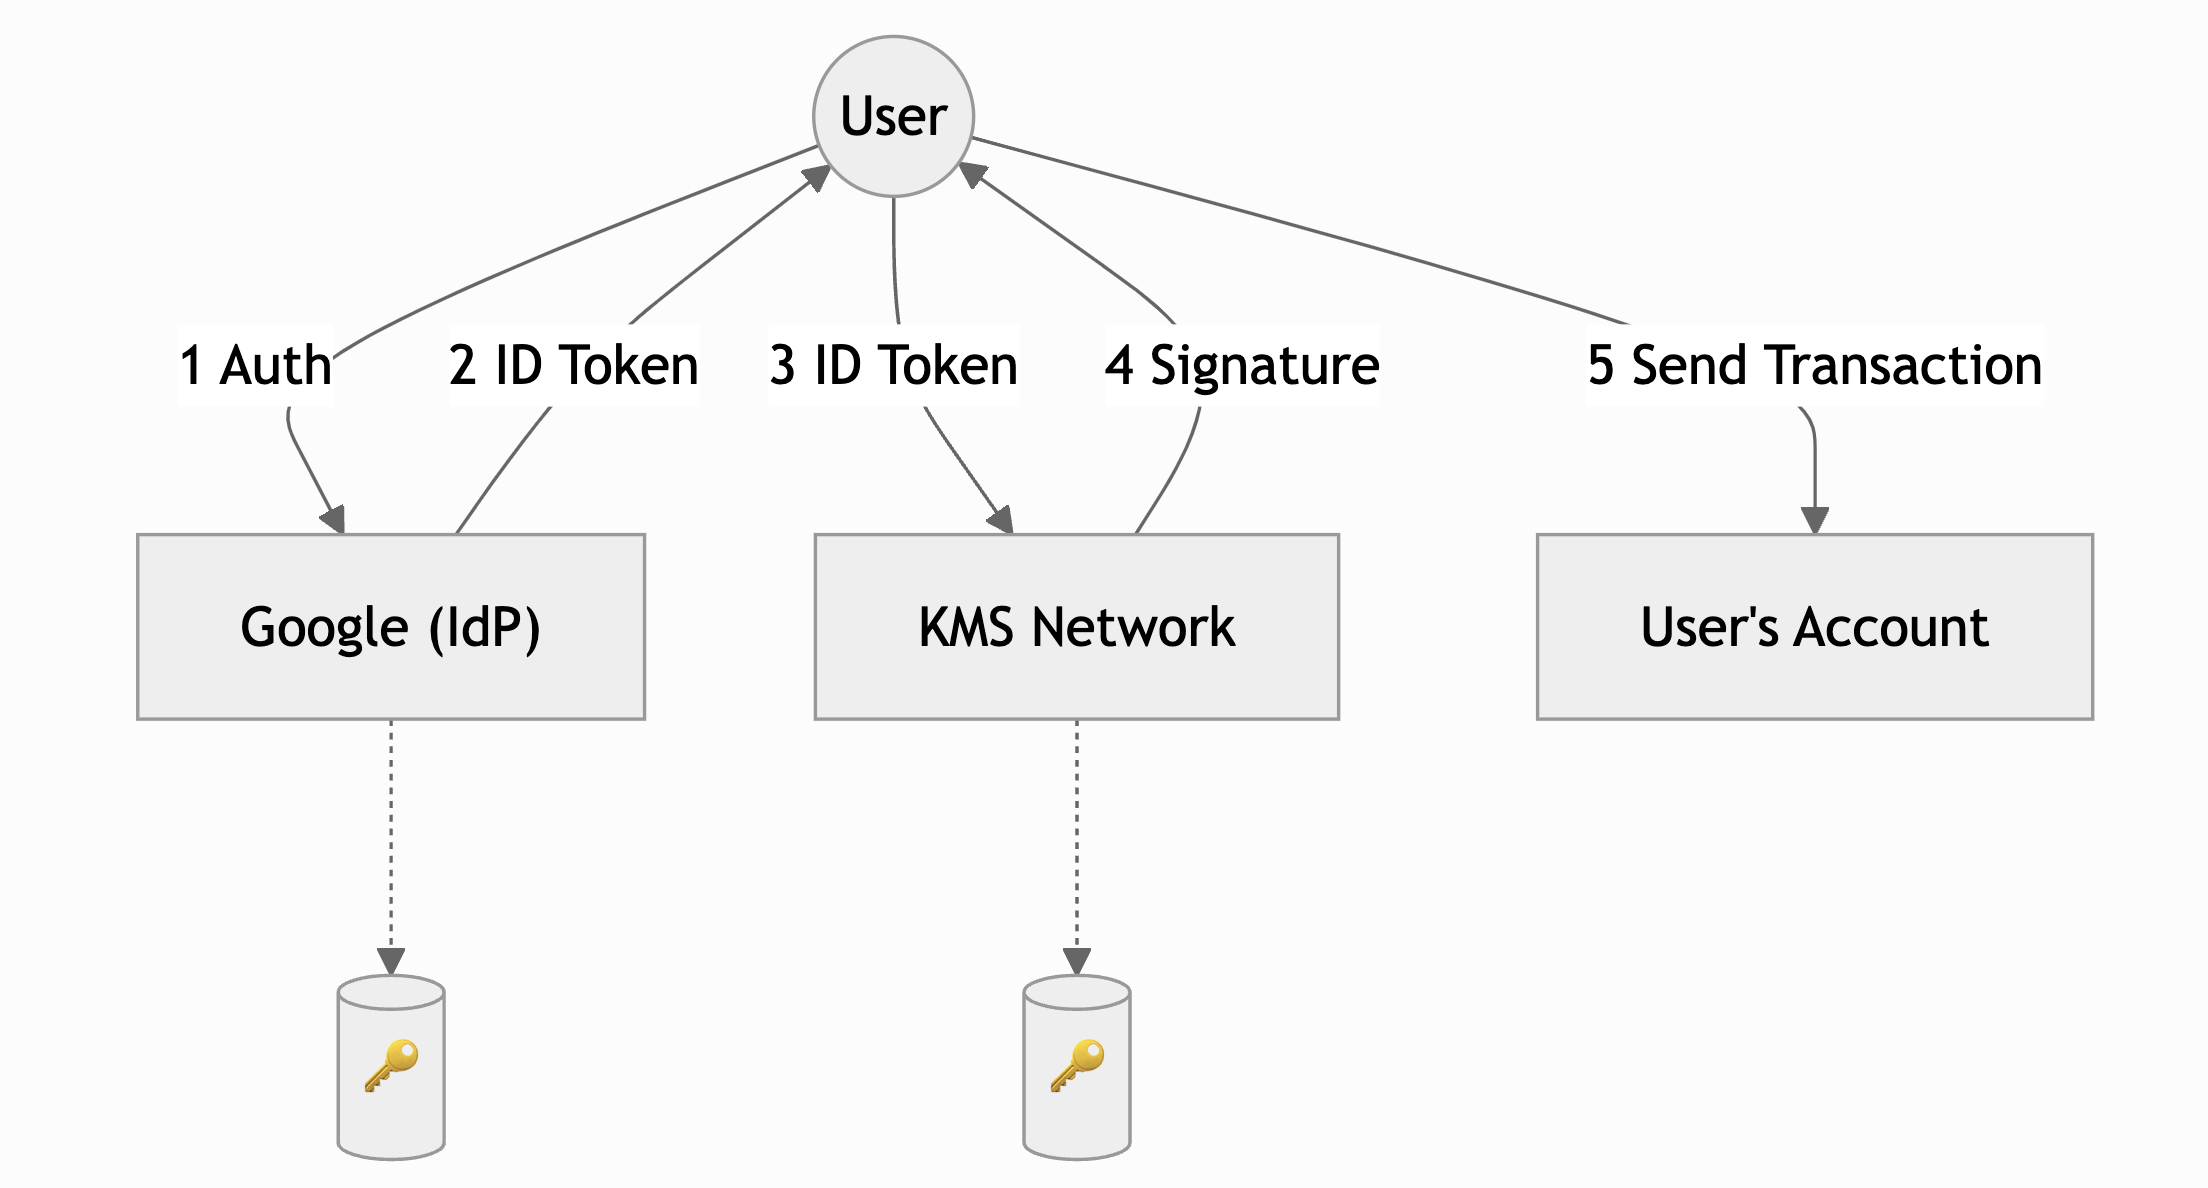 User
1 Auth
2 ID Token
3 ID Token
4 Signature
5 Send Transaction
Google (IdP)
KMS Network
User's Account